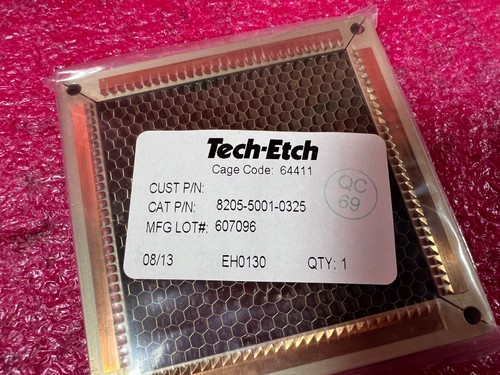 Tech-Etch
Cage Code: 64411
CUST P/N:
CAT P/N: 8205-5001-0325
MFG LOT#: 607096
QC
69
08/13 EH0130 QTY: 1